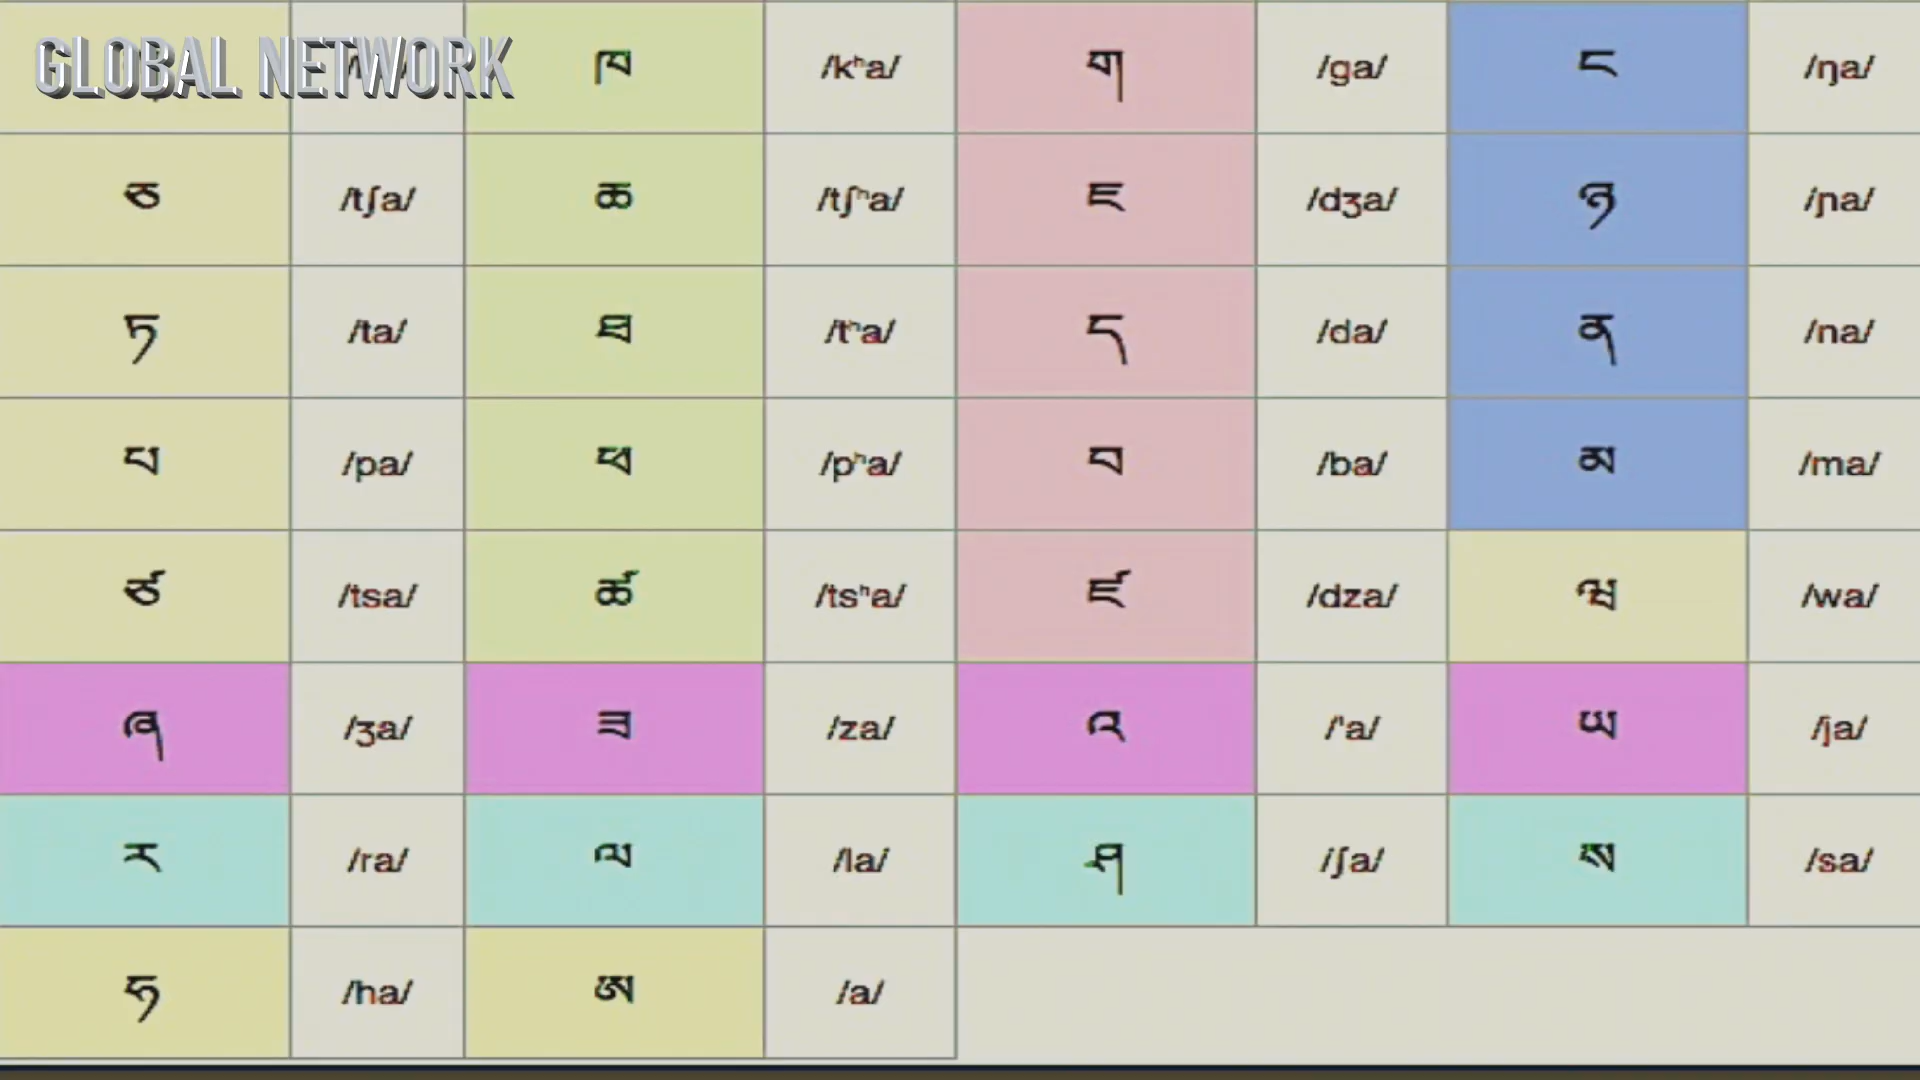 GLOBAL NETWORK
ཁ /kʰa/ ག /ga/ ང /ŋa/
ཅ /tʃa/ ཆ /tʃʰa/ ཇ /dʒa/ ཉ /ɲa/
ཏ /ta/ ཐ /tʰa/ ད /da/ ན /na/
པ /pa/ ཕ /pʰa/ བ /ba/ མ /ma/
ཙ /tsa/ ཚ /tsʰa/ ཛ /dza/ ཝ /wa/
ཞ /ʒa/ ཟ /za/ འ /'a/ ཡ /ja/
ར /ra/ ལ /la/ ཤ /ʃa/ ས /sa/
ཧ /ha/ ཨ /a/